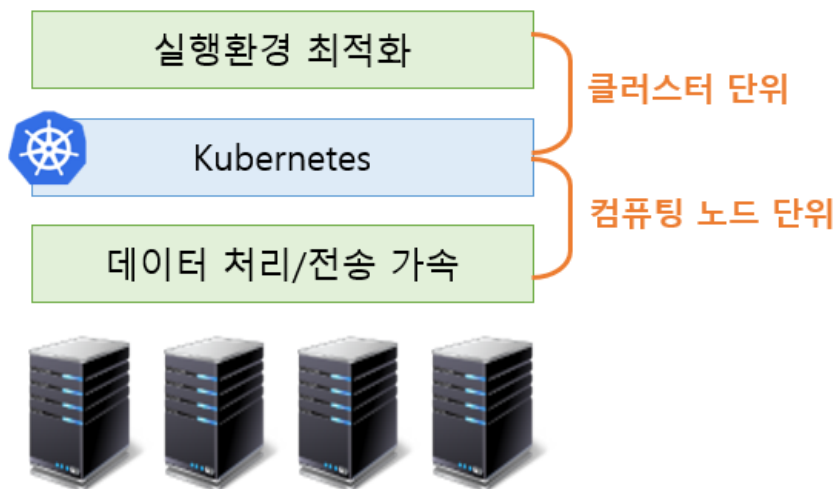 실행환경 최적화
클러스터 단위
Kubernetes
컴퓨팅 노드 단위
데이터 처리/전송 가속